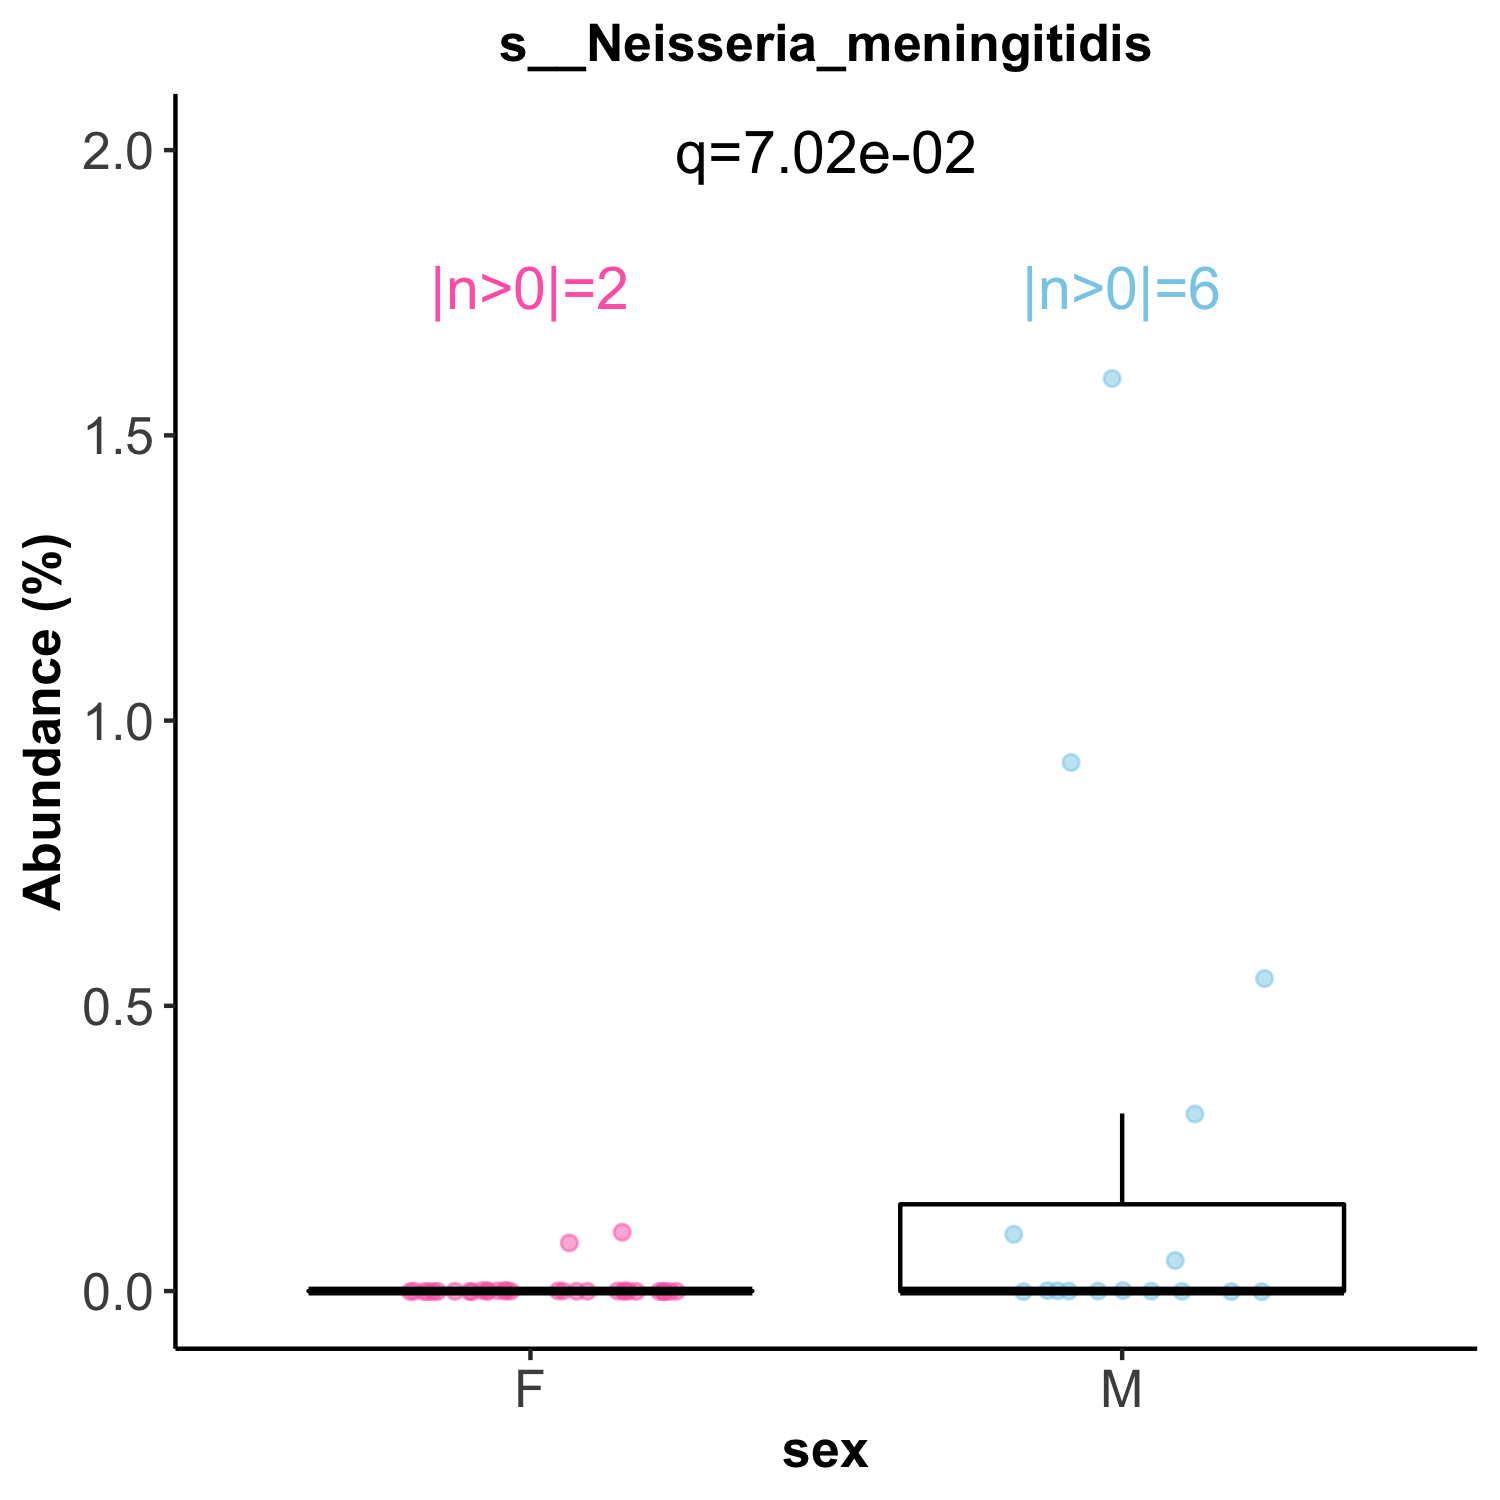 s__Neisseria_meningitidis
q=7.02e-02
|n>0|=2
|n>0|=6
2.0
1.5
1.0
0.5
0.0
Abundance (%)
F
M
sex